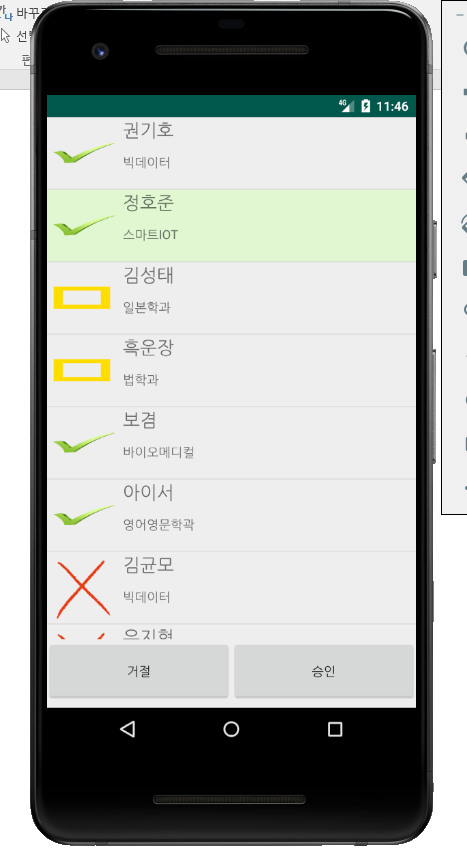 바꾸
선택
4G 11:46
권기호
빅데이터
정호준
스마트IOT
김성태
일본학과
흑운장
법학과
보겸
바이오메디컬
아이서
영어영문학곽
김균모
빅데이터
거절
승인